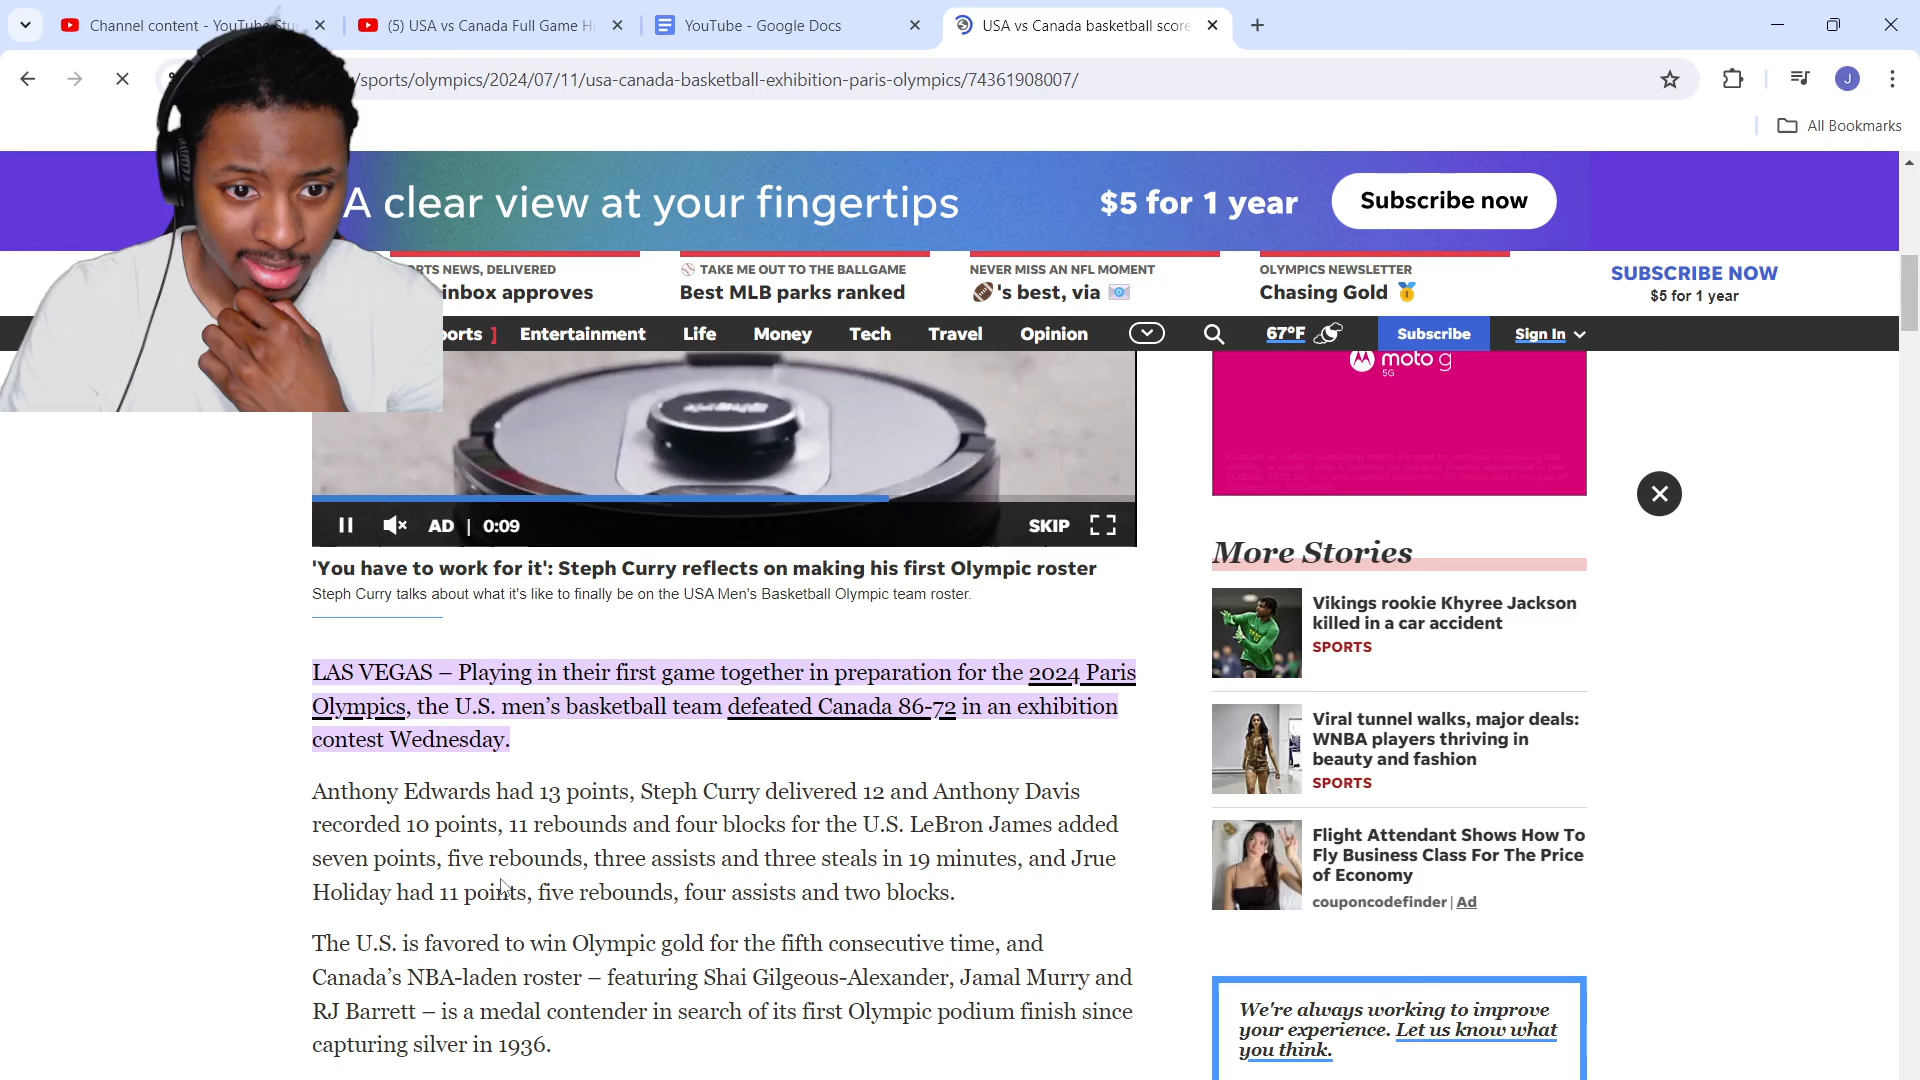 Channel content - YouTube Stu
(5) USA vs Canada Full Game Hi
YouTube - Google Docs
USA vs Canada basketball score
/sports/olympics/2024/07/11/usa-canada-basketball-exhibition-paris-olympics/74361908007/
J
All Bookmarks
A clear view at your fingertips
$5 for 1 year
Subscribe now
RTS NEWS, DELIVERED
inbox approves
TAKE ME OUT TO THE BALLGAME
Best MLB parks ranked
NEVER MISS AN NFL MOMENT
's best, via
OLYMPICS NEWSLETTER
Chasing Gold
SUBSCRIBE NOW
$5 for 1 year
ports Entertainment Life Money Tech Travel Opinion 67°F Subscribe Sign In
moto g
5G
AD | 0:09
SKIP
'You have to work for it': Steph Curry reflects on making his first Olympic roster
Steph Curry talks about what it's like to finally be on the USA Men's Basketball Olympic team roster.
LAS VEGAS – Playing in their first game together in preparation for the 2024 Paris
Olympics, the U.S. men's basketball team defeated Canada 86-72 in an exhibition
contest Wednesday.
Anthony Edwards had 13 points, Steph Curry delivered 12 and Anthony Davis
recorded 10 points, 11 rebounds and four blocks for the U.S. LeBron James added
seven points, five rebounds, three assists and three steals in 19 minutes, and Jrue
Holiday had 11 points, five rebounds, four assists and two blocks.
The U.S. is favored to win Olympic gold for the fifth consecutive time, and
Canada's NBA-laden roster – featuring Shai Gilgeous-Alexander, Jamal Murry and
RJ Barrett – is a medal contender in search of its first Olympic podium finish since
capturing silver in 1936.
More Stories
Vikings rookie Khyree Jackson
killed in a car accident
SPORTS
Viral tunnel walks, major deals:
WNBA players thriving in
beauty and fashion
SPORTS
Flight Attendant Shows How To
Fly Business Class For The Price
of Economy
couponcodefinder | Ad
We're always working to improve
your experience. Let us know what
you think.